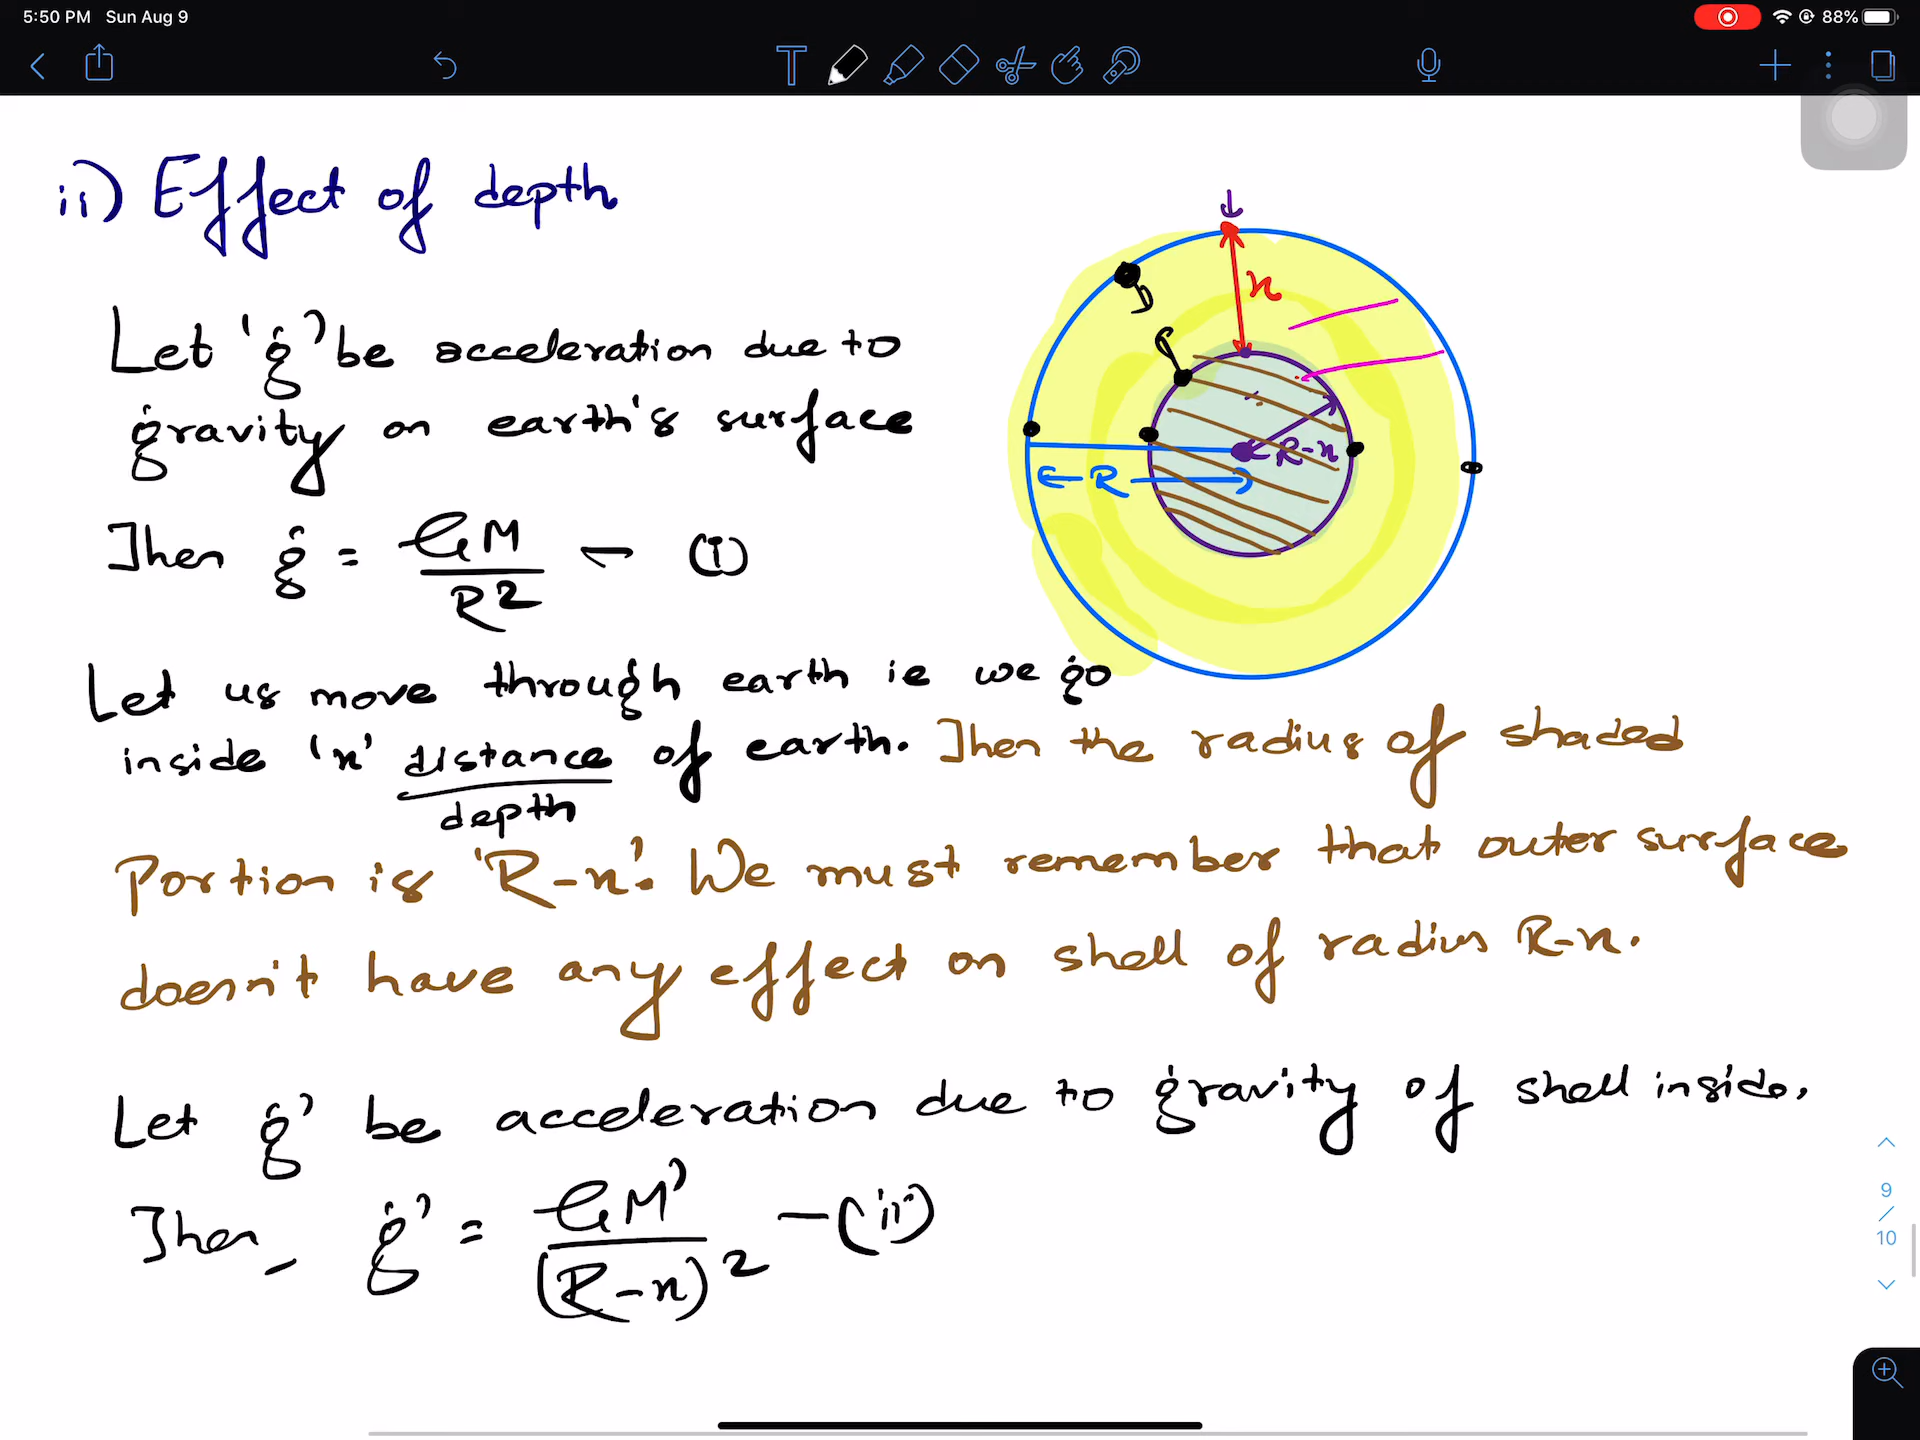 5:50 PM Sun Aug 9
88%
ii) Effect of depth
x
R-x
R
Let 'g' be acceleration due to
gravity on earth's surface
Then g = GM/R² — (i)
Let us move through earth ie we go
inside 'x' distance of earth. Then the radius of shaded
depth
Portion is 'R-x'. We must remember that outer surface
doesn't have any effect on shell of radius R-x.
Let g' be acceleration due to gravity of shell inside.
Then, g' = GM'/(R-x)² — (ii)
9
/
10